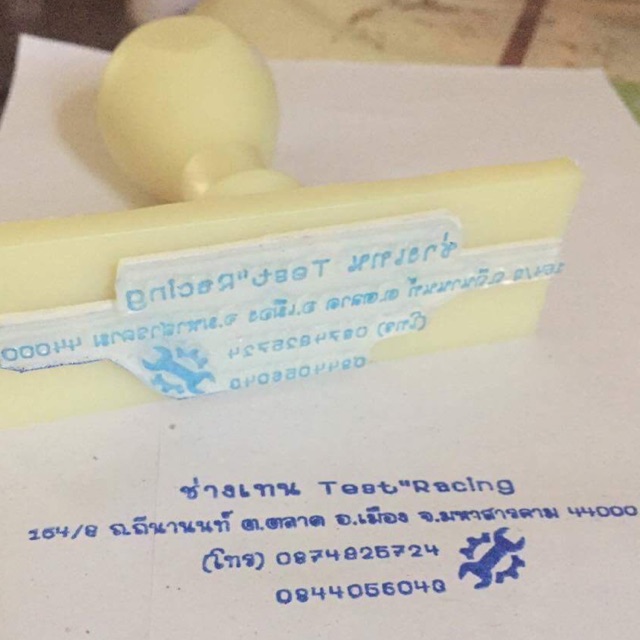 ช่างเทน Test"Racing
164/8 ถ.ถีนานนท์ ต.ตลาด อ.เมือง จ.มหาสารคาม 44000
(โทร) 0874825724
0844056040